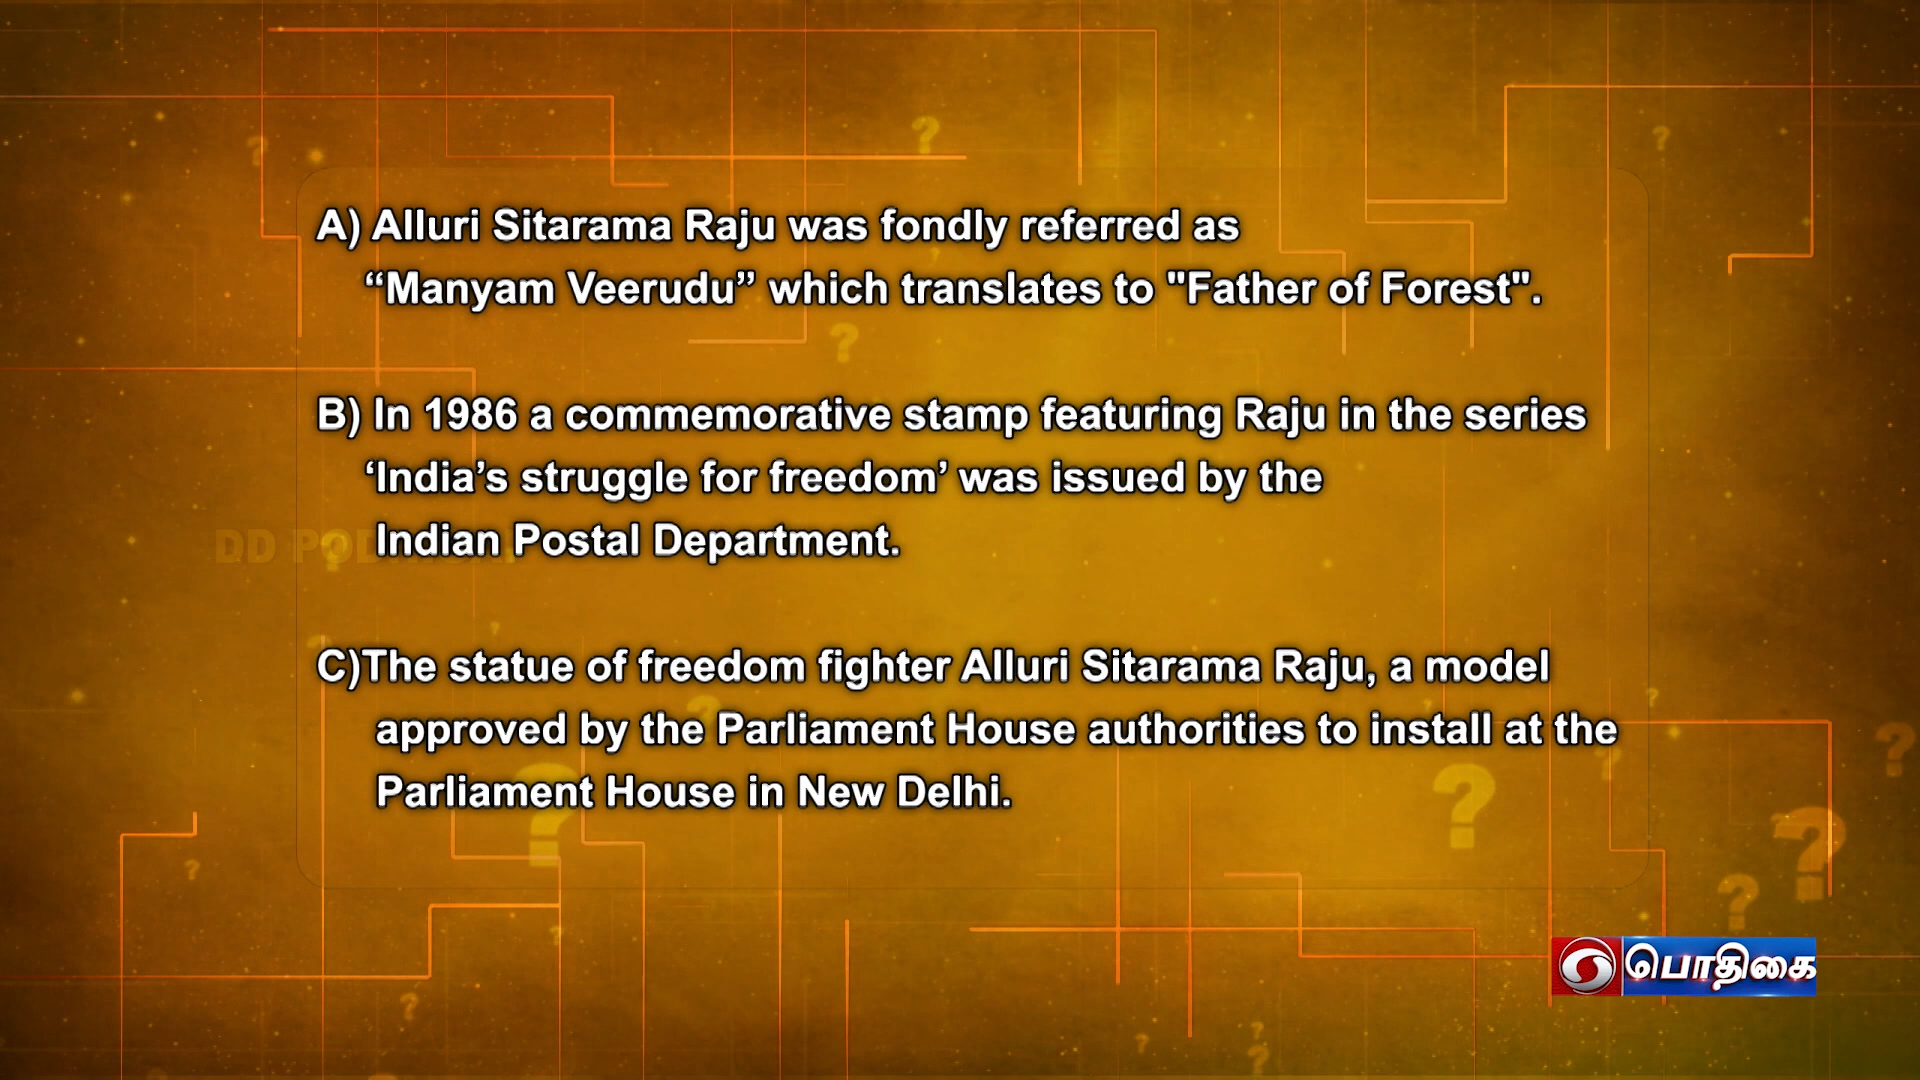 A) Alluri Sitarama Raju was fondly referred as
“Manyam Veerudu” which translates to "Father of Forest".
B) In 1986 a commemorative stamp featuring Raju in the series
‘India’s struggle for freedom’ was issued by the
Indian Postal Department.
C)The statue of freedom fighter Alluri Sitarama Raju, a model
approved by the Parliament House authorities to install at the
Parliament House in New Delhi.
DD
பொதிகை